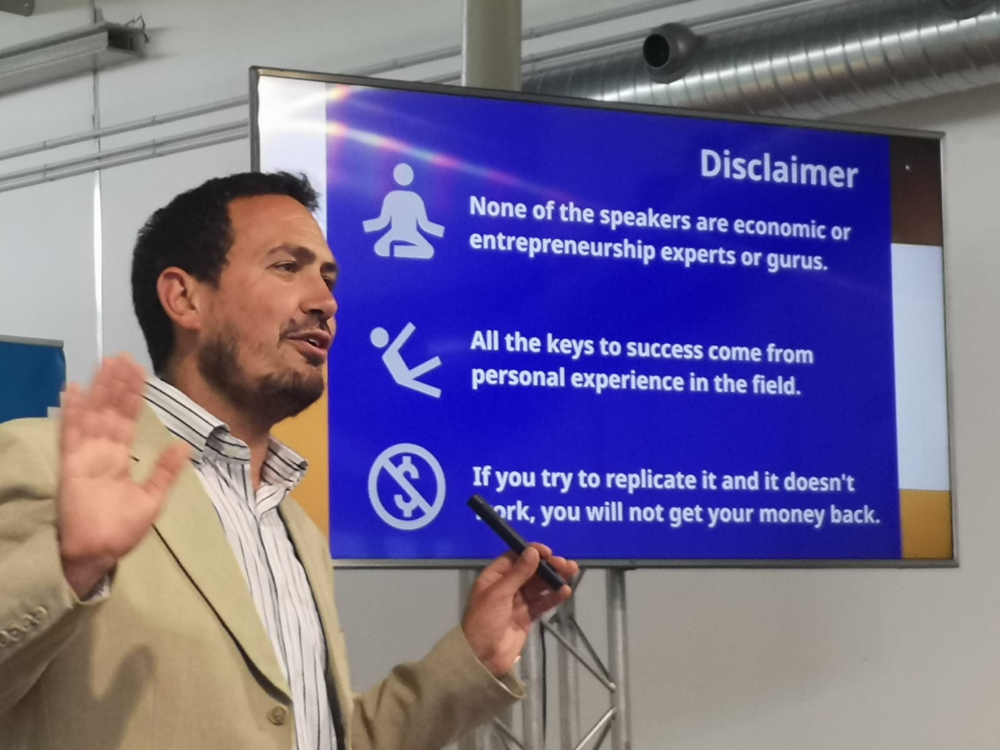 Disclaimer
None of the speakers are economic or
entrepreneurship experts or gurus.
All the keys to success come from
personal experience in the field.
If you try to replicate it and it doesn't
work, you will not get your money back.